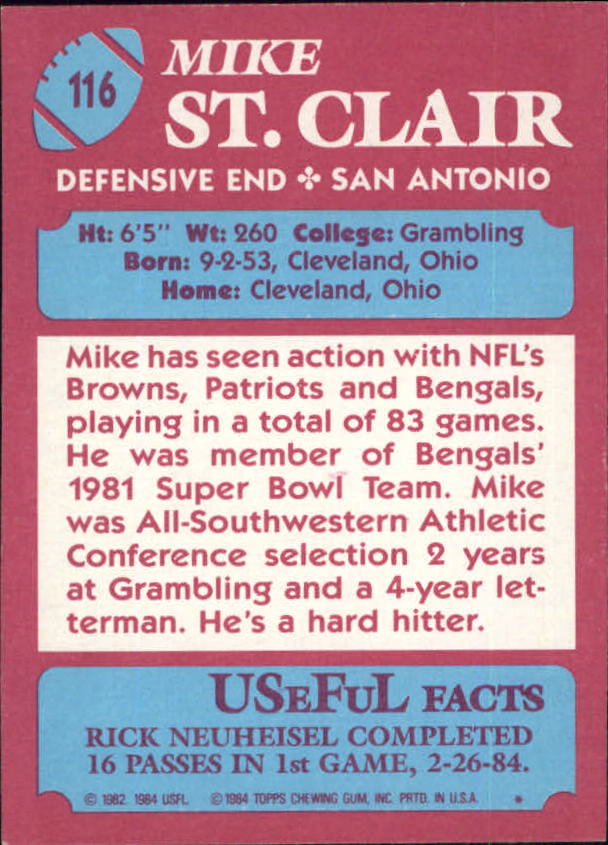 116
MIKE
ST. CLAIR
DEFENSIVE END ✤ SAN ANTONIO
Ht: 6'5" Wt: 260 College: Grambling
Born: 9-2-53, Cleveland, Ohio
Home: Cleveland, Ohio
Mike has seen action with NFL's
Browns, Patriots and Bengals,
playing in a total of 83 games.
He was member of Bengals'
1981 Super Bowl Team. Mike
was All-Southwestern Athletic
Conference selection 2 years
at Grambling and a 4-year let-
terman. He's a hard hitter.
USeFuL FACTS
RICK NEUHEISEL COMPLETED
16 PASSES IN 1st GAME, 2-26-84.
© 1982, 1984 USFL. © 1984 TOPPS CHEWING GUM, INC. PRTD. IN U.S.A. *